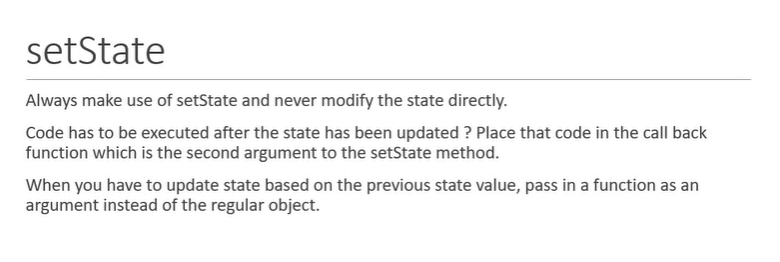 setState
Always make use of setState and never modify the state directly.
Code has to be executed after the state has been updated ? Place that code in the call back
function which is the second argument to the setState method.
When you have to update state based on the previous state value, pass in a function as an
argument instead of the regular object.